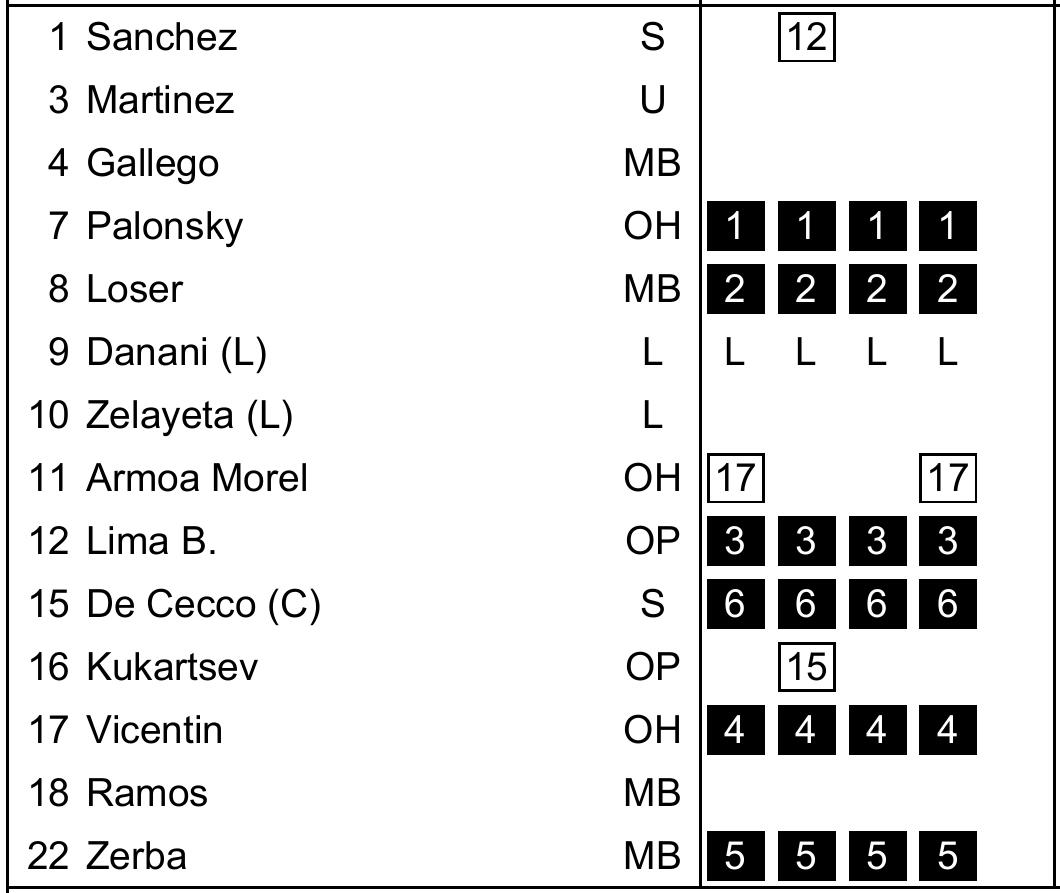 1 Sanchez S 12
3 Martinez U
4 Gallego MB
7 Palonsky OH 1 1 1 1
8 Loser MB 2 2 2 2
9 Danani (L) L L L L L
10 Zelayeta (L) L
11 Armoa Morel OH 17 17
12 Lima B. OP 3 3 3 3
15 De Cecco (C) S 6 6 6 6
16 Kukartsev OP 15
17 Vicentin OH 4 4 4 4
18 Ramos MB
22 Zerba MB 5 5 5 5